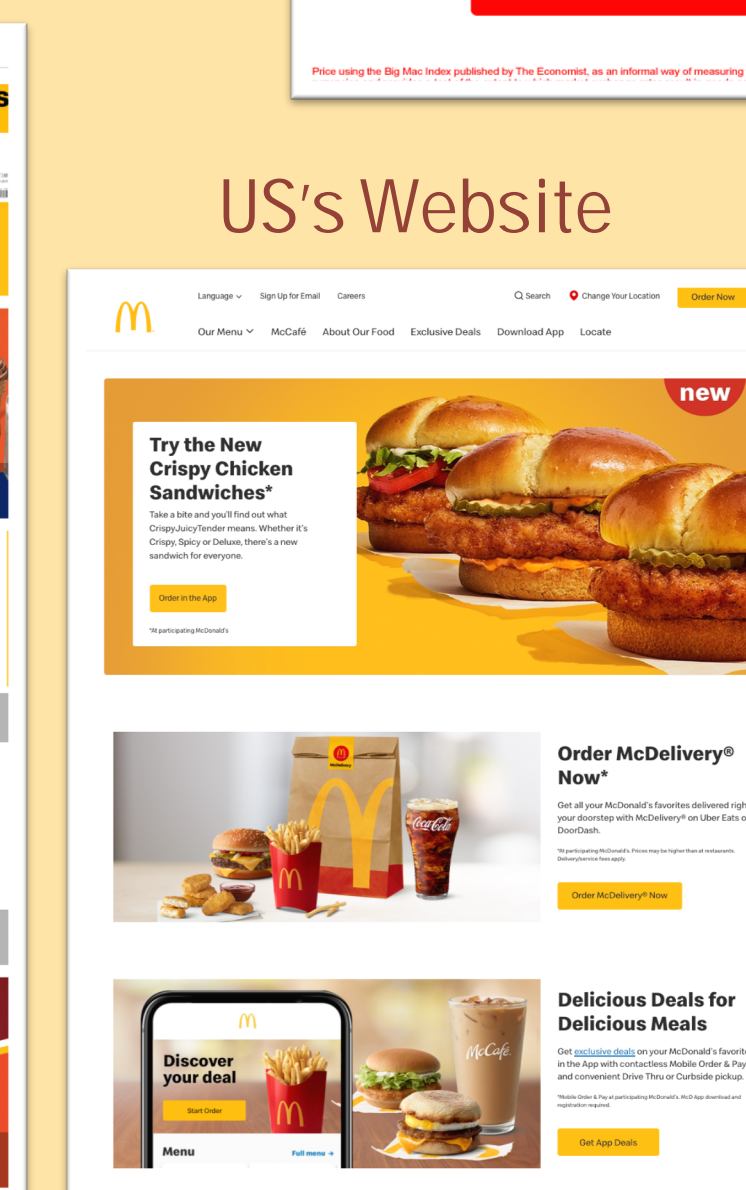 Price using the Big Mac Index published by The Economist, as an informal way of measuring
s
US's Website
Language
Sign Up for Email
Careers
Search
Change Your Location
Order Now
Our Menu
McCafé
About Our Food
Exclusive Deals
Download App
Locate
new
Try the New
Crispy Chicken
Sandwiches*
Take a bite and you'll find out what
CrispyJuicyTender means. Whether it's
Crispy, Spicy or Deluxe, there's a new
sandwich for everyone.
Order in the App
*At participating McDonald's
McDelivery
Coca-Cola
Order McDelivery®
Now*
Get all your McDonald's favorites delivered righ
your doorstep with McDelivery® on Uber Eats o
DoorDash.
*At participating McDonald's. Prices may be higher than at restaurants.
Delivery/service fees apply.
Order McDelivery® Now
Discover
your deal
Start Order
Menu
Full menu →
McCafé
Delicious Deals for
Delicious Meals
Get exclusive deals on your McDonald's favorite
in the App with contactless Mobile Order & Pay
and convenient Drive Thru or Curbside pickup.
*Mobile Order & Pay at participating McDonald's. McD App download and
registration required.
Get App Deals